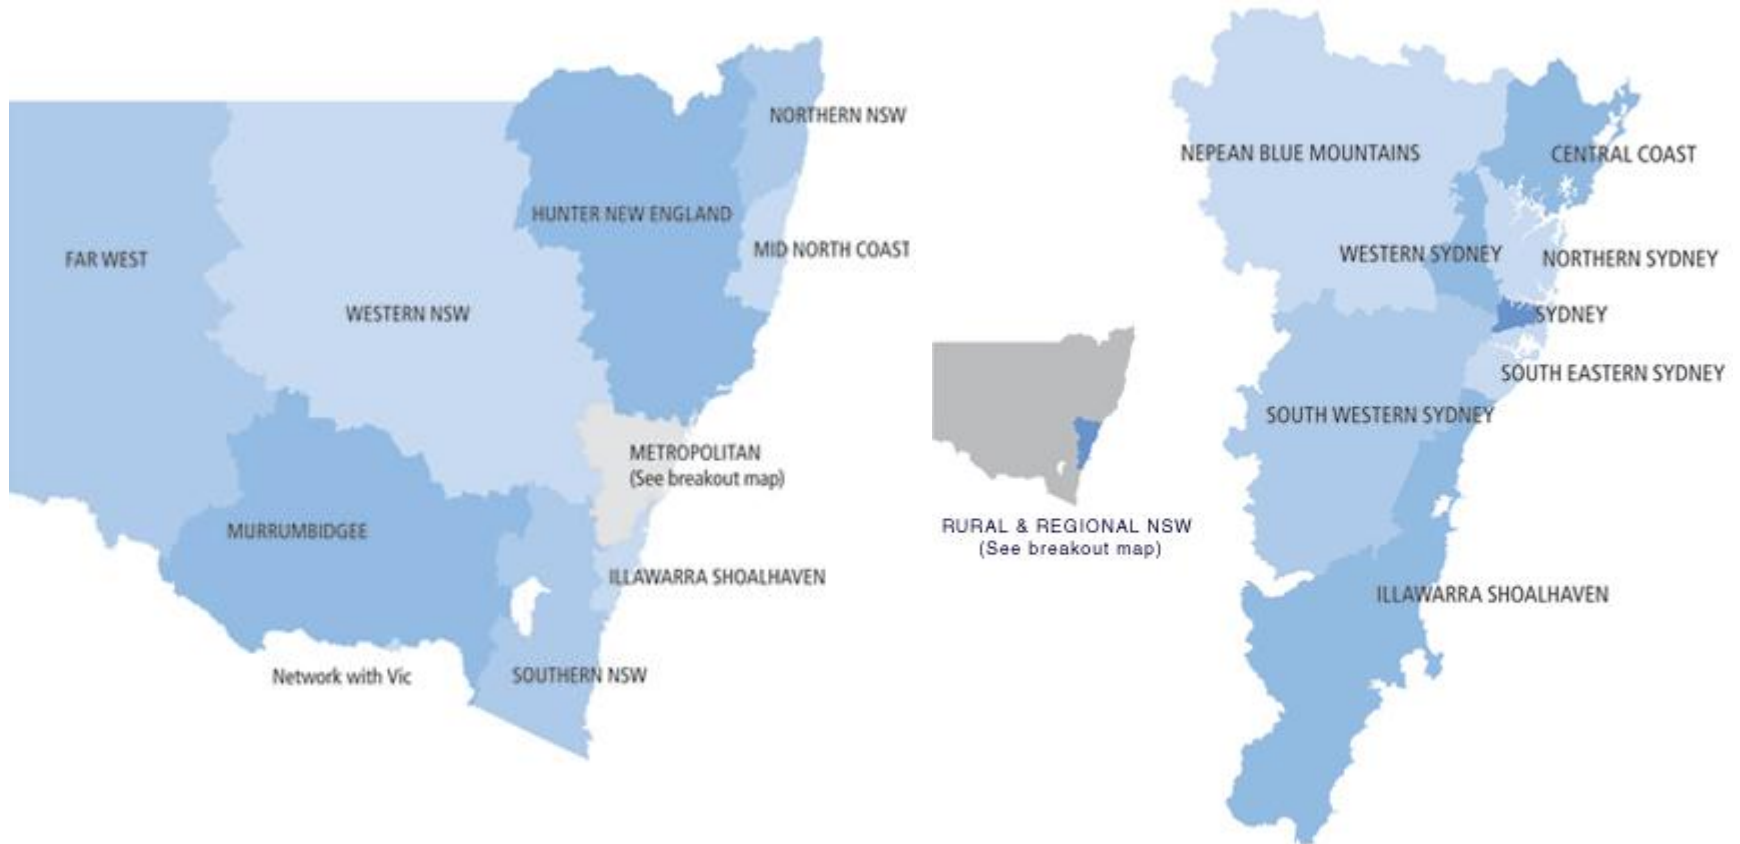 NORTHERN NSW
HUNTER NEW ENGLAND
MID NORTH COAST
FAR WEST
WESTERN NSW
METROPOLITAN
(See breakout map)
MURRUMBIDGEE
ILLAWARRA SHOALHAVEN
Network with Vic
SOUTHERN NSW
RURAL & REGIONAL NSW
(See breakout map)
NEPEAN BLUE MOUNTAINS
CENTRAL COAST
WESTERN SYDNEY
NORTHERN SYDNEY
SYDNEY
SOUTH EASTERN SYDNEY
SOUTH WESTERN SYDNEY
ILLAWARRA SHOALHAVEN